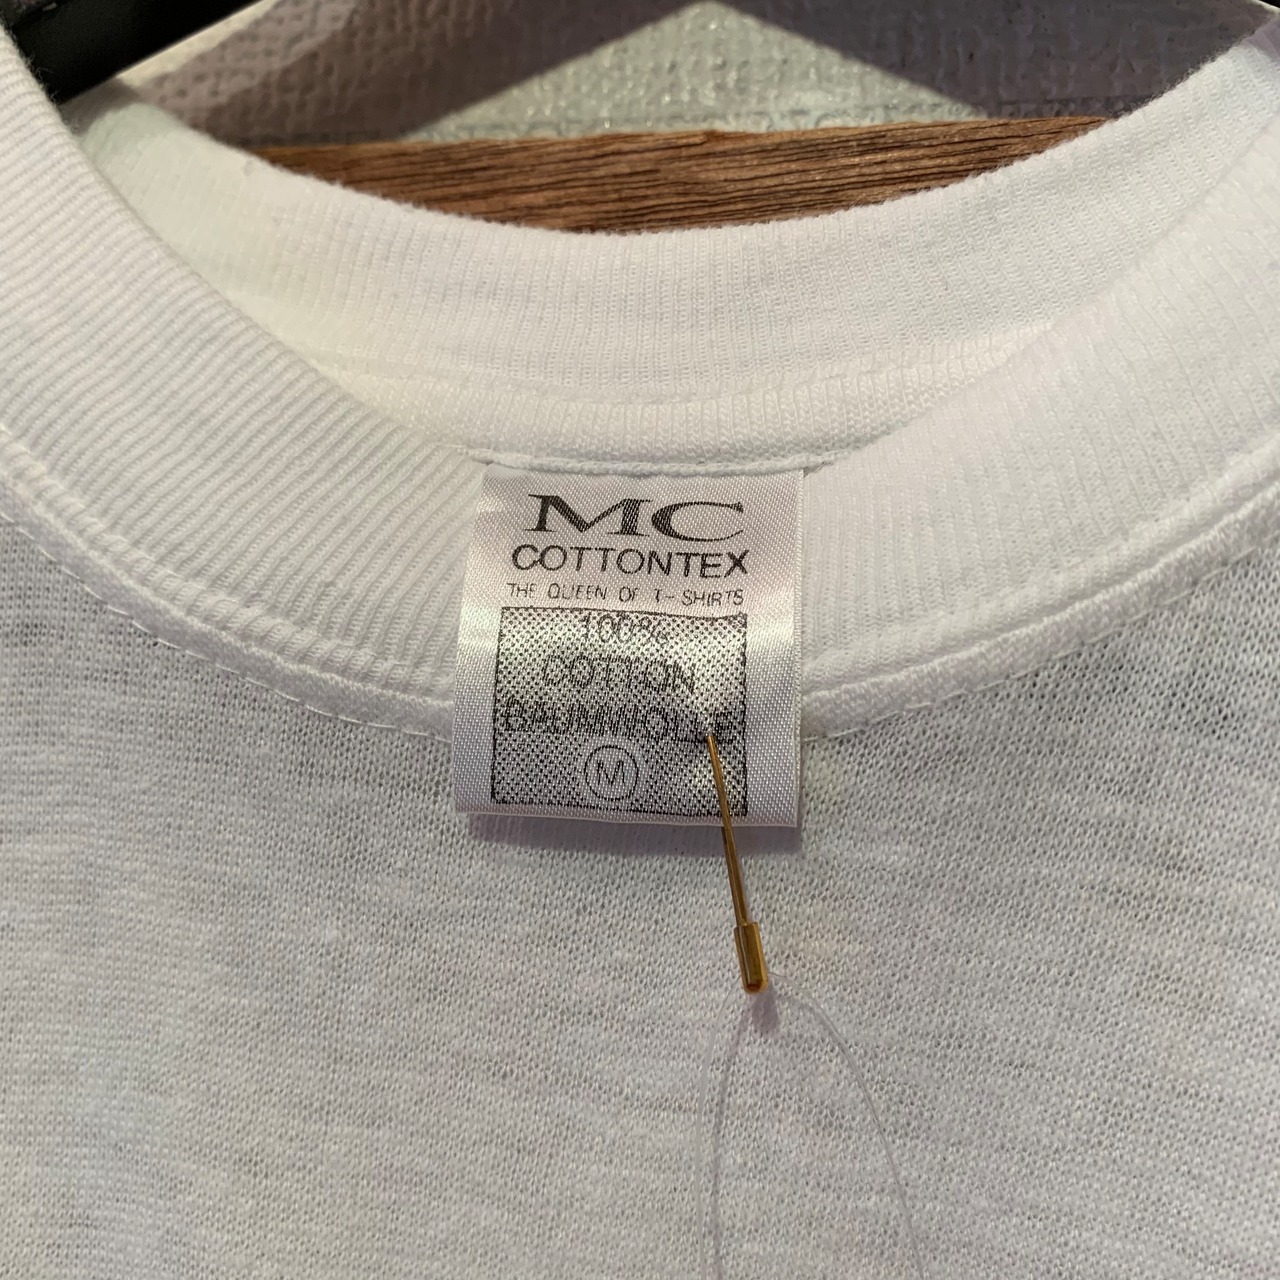 MC
COTTONTEX
THE QUEEN OF T-SHIRTS
100%
COTTON
BAUMWOLLE
M